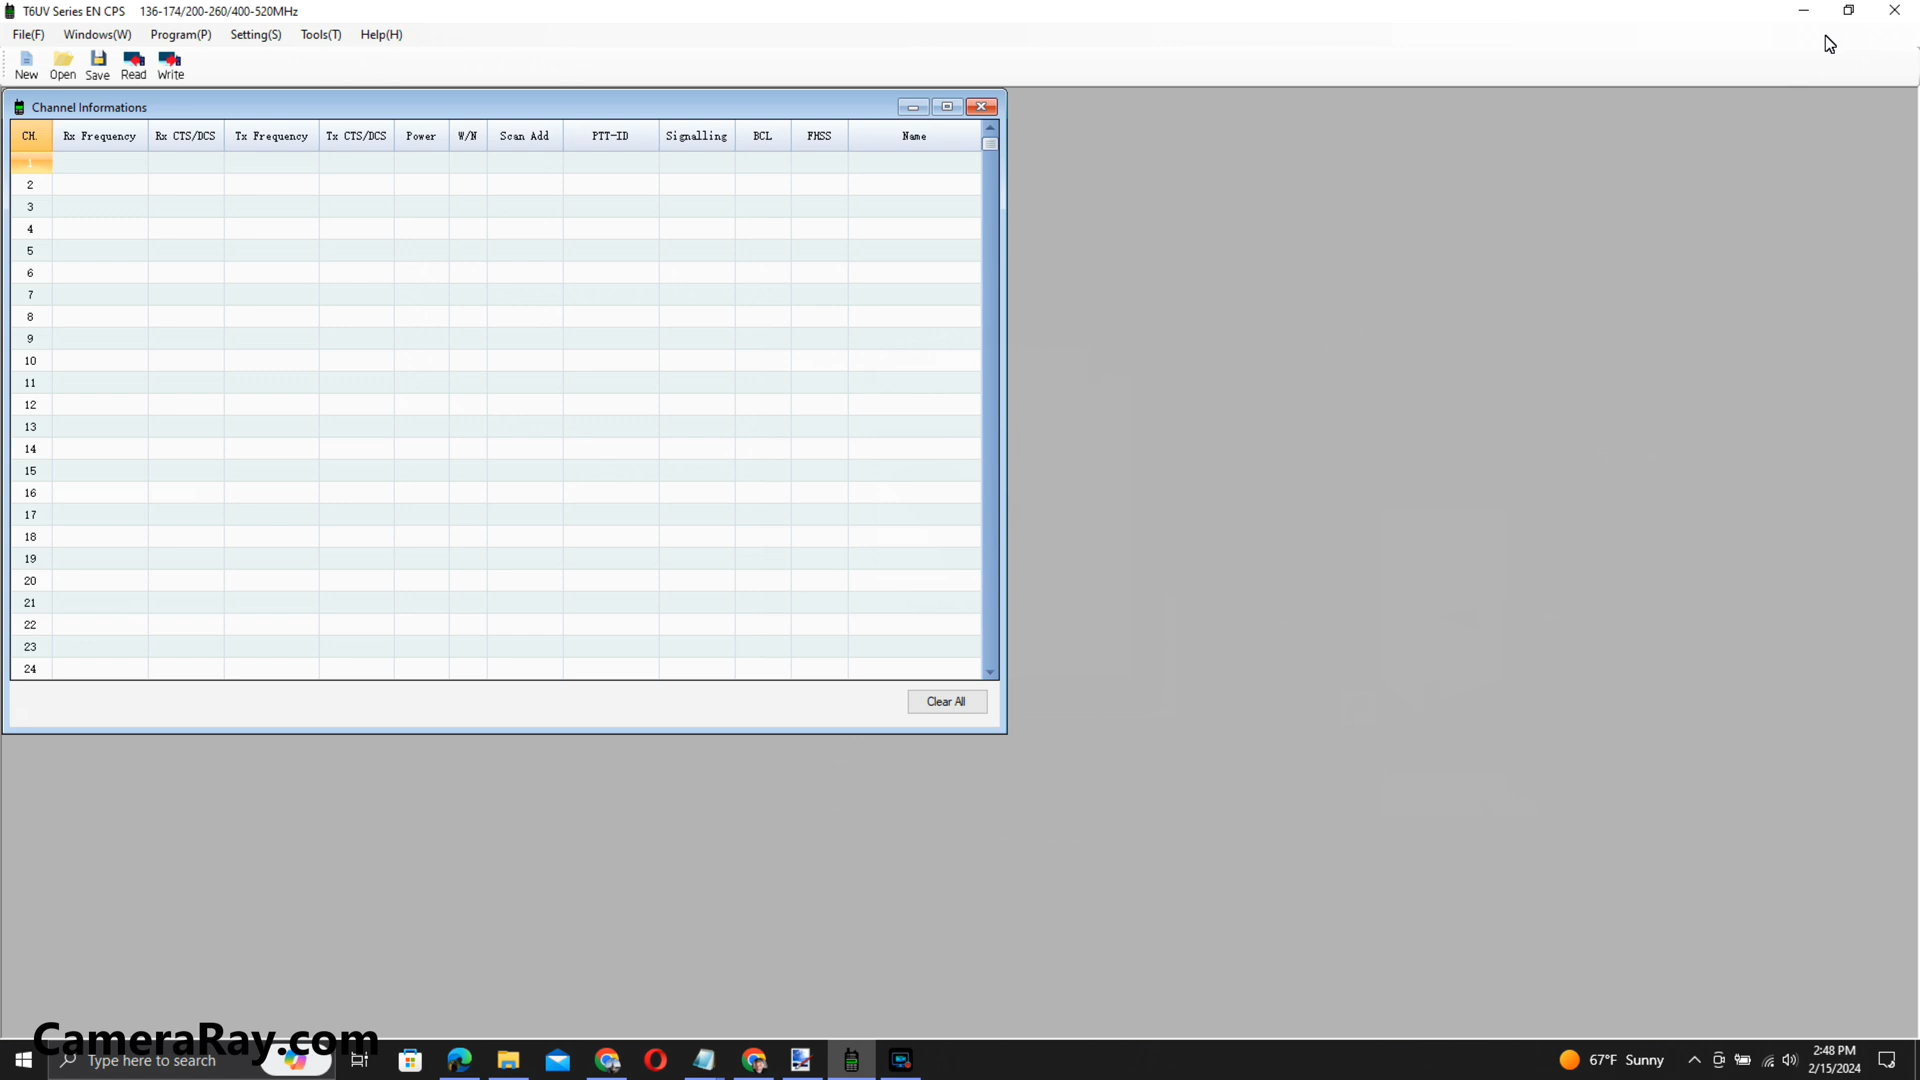 T6UV Series EN CPS 136-174/200-260/400-520MHz
File(F) Windows(W) Program(P) Setting(S) Tools(T) Help(H)
New Open Save Read Write
Channel Informations
CH. Rx Frequency Rx CTS/DCS Tx Frequency Tx CTS/DCS Power W/N Scan Add PTT-ID Signalling BCL FHSS Name
1
2
3
4
5
6
7
8
9
10
11
12
13
14
15
16
17
18
19
20
21
22
23
24
Clear All
CameraRay.com
Type here to search
67°F Sunny
2:48 PM
2/15/2024